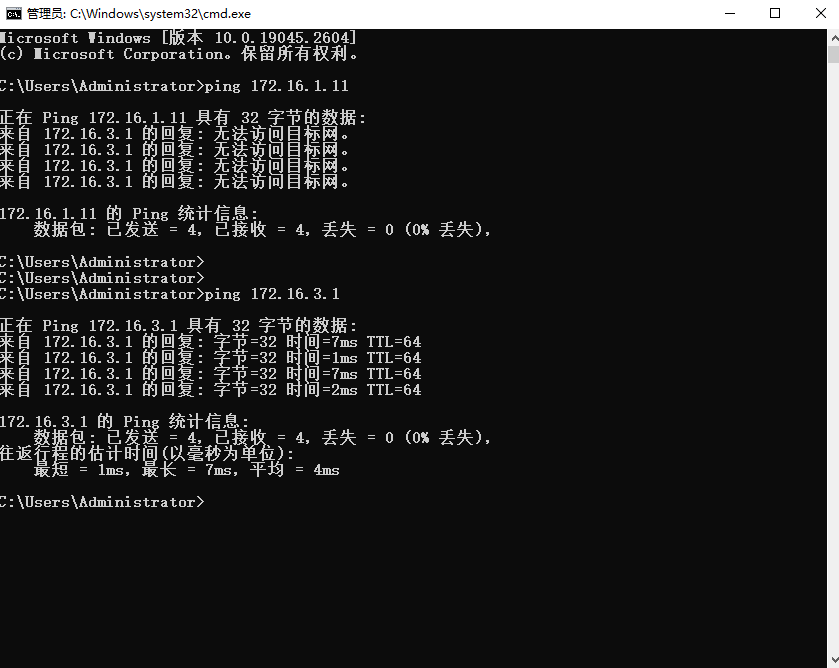 管理员: C:\Windows\system32\cmd.exe
Microsoft Windows [版本 10.0.19045.2604]
(c) Microsoft Corporation。保留所有权利。
C:\Users\Administrator>ping 172.16.1.11
正在 Ping 172.16.1.11 具有 32 字节的数据:
来自 172.16.3.1 的回复: 无法访问目标网。
来自 172.16.3.1 的回复: 无法访问目标网。
来自 172.16.3.1 的回复: 无法访问目标网。
来自 172.16.3.1 的回复: 无法访问目标网。
172.16.1.11 的 Ping 统计信息:
数据包: 已发送 = 4，已接收 = 4，丢失 = 0 (0% 丢失)，
C:\Users\Administrator>
C:\Users\Administrator>
C:\Users\Administrator>ping 172.16.3.1
正在 Ping 172.16.3.1 具有 32 字节的数据:
来自 172.16.3.1 的回复: 字节=32 时间=7ms TTL=64
来自 172.16.3.1 的回复: 字节=32 时间=1ms TTL=64
来自 172.16.3.1 的回复: 字节=32 时间=7ms TTL=64
来自 172.16.3.1 的回复: 字节=32 时间=2ms TTL=64
172.16.3.1 的 Ping 统计信息:
数据包: 已发送 = 4，已接收 = 4，丢失 = 0 (0% 丢失)，
往返行程的估计时间(以毫秒为单位):
最短 = 1ms，最长 = 7ms，平均 = 4ms
C:\Users\Administrator>